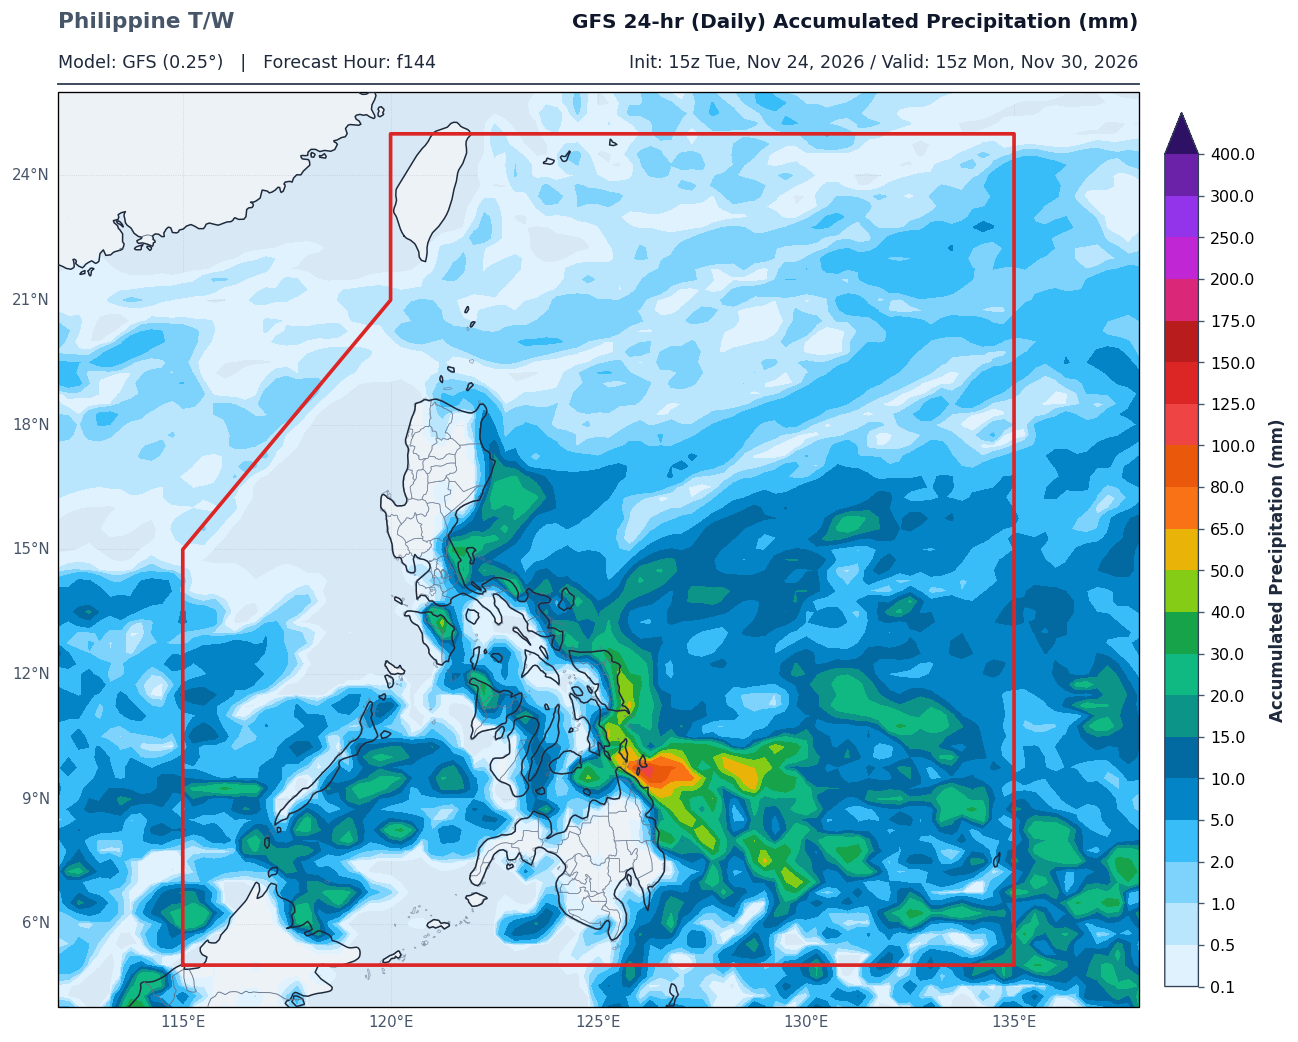 Philippine T/W
GFS 24-hr (Daily) Accumulated Precipitation (mm)
Model: GFS (0.25°)   |   Forecast Hour: f144
Init: 15z Tue, Nov 24, 2026 / Valid: 15z Mon, Nov 30, 2026
24°N
21°N
18°N
15°N
12°N
9°N
6°N
115°E
120°E
125°E
130°E
135°E
400.0
300.0
250.0
200.0
175.0
150.0
125.0
100.0
80.0
65.0
50.0
40.0
30.0
20.0
15.0
10.0
5.0
2.0
1.0
0.5
0.1
Accumulated Precipitation (mm)